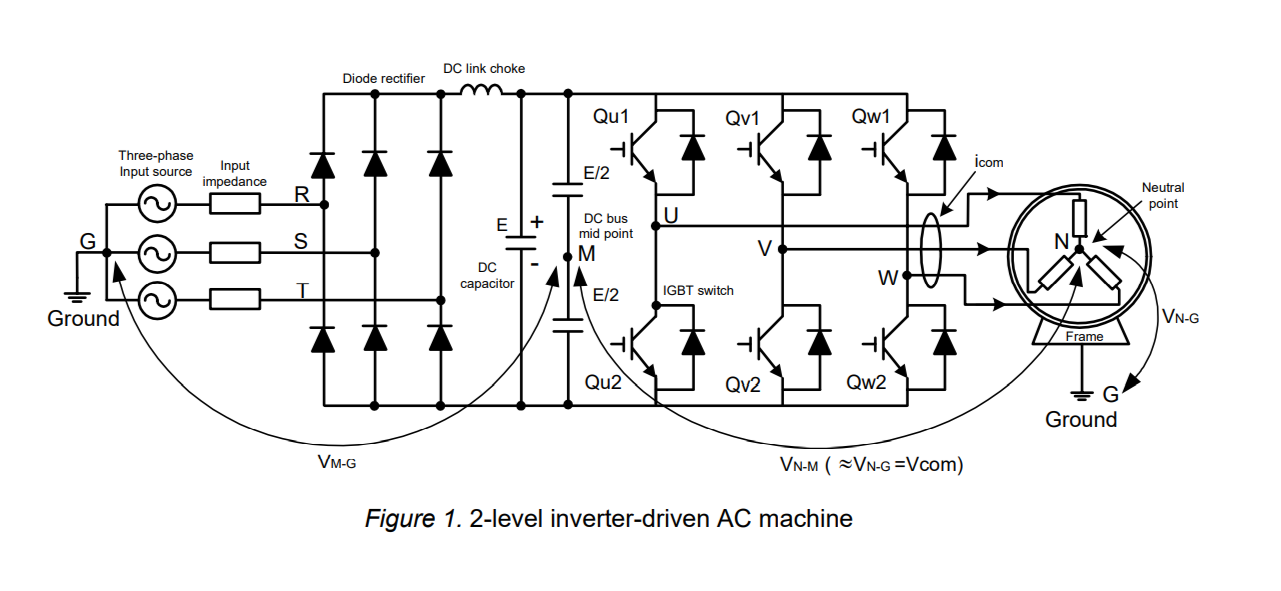 DC link choke
Diode rectifier
Three-phase
Input source
Input
impedance
Qu1
Qv1
Qw1
icom
Neutral
point
E/2
R
U
E
+
DC bus
mid point
G
S
M
V
N
-
DC
capacitor
W
T
E/2
IGBT switch
Ground
VN-G
Frame
Qu2
Qv2
Qw2
G
Ground
VM-G
VN-M ( ≈VN-G =Vcom)
Figure 1. 2-level inverter-driven AC machine